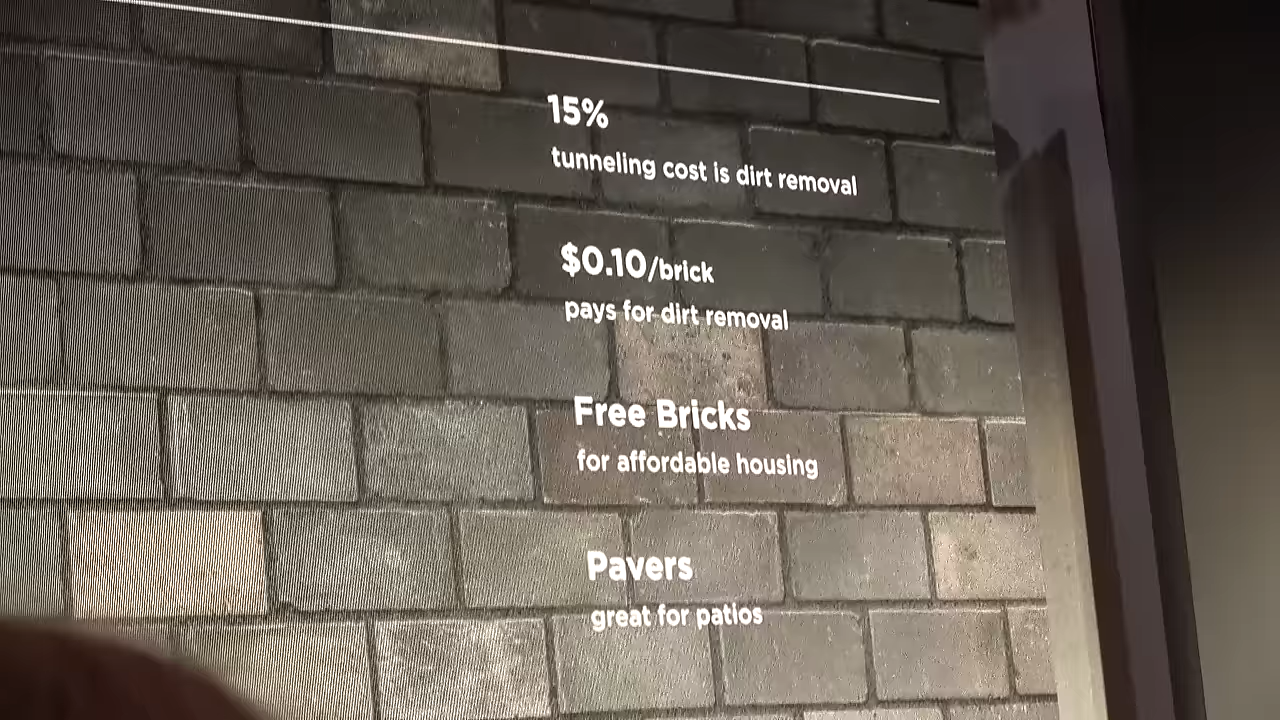 15%
tunneling cost is dirt removal
$0.10/brick
pays for dirt removal
Free Bricks
for affordable housing
Pavers
great for patios